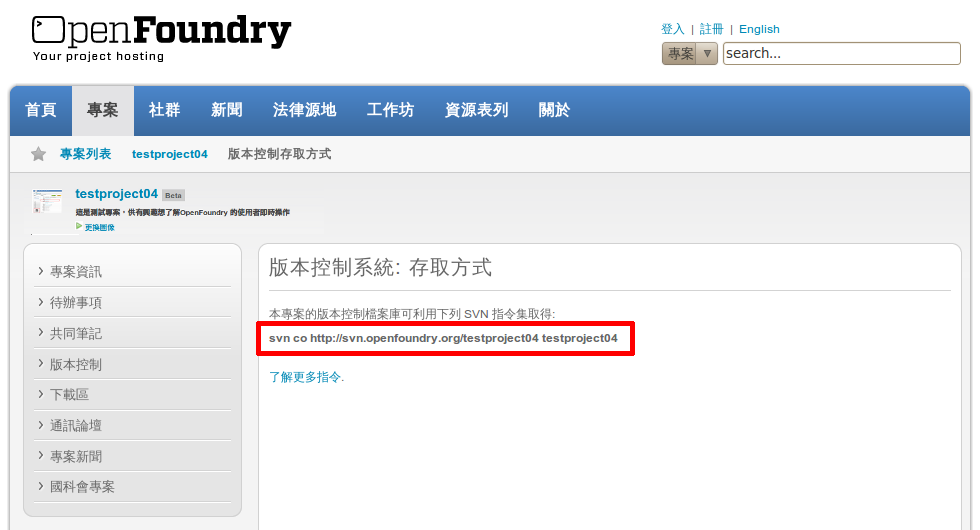 OpenFoundry
Your project hosting
登入 | 註冊 | English
專案 ▼ search...
首頁 專案 社群 新聞 法律源地 工作坊 資源表列 關於
專案列表 testproject04 版本控制存取方式
testproject04 Beta
這是測試專案,供有興趣想了解OpenFoundry 的使用者即時操作
更換圖像
專案資訊
待辦事項
共同筆記
版本控制
下載區
通訊論壇
專案新聞
國科會專案
版本控制系統: 存取方式
本專案的版本控制檔案庫可利用下列 SVN 指令集取得:
svn co http://svn.openfoundry.org/testproject04 testproject04
了解更多指令.